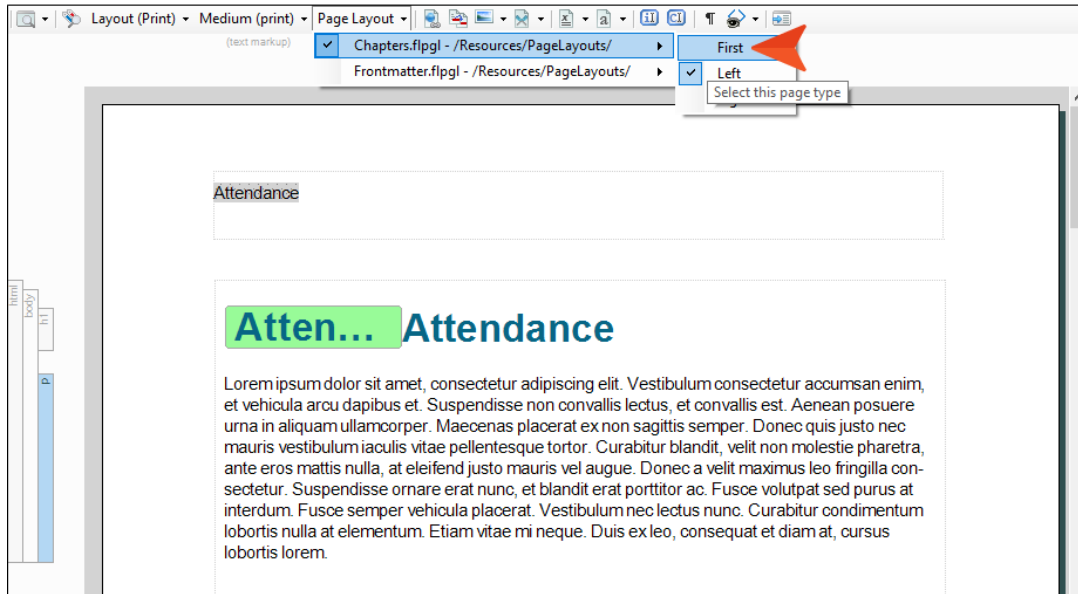 Layout (Print) Medium (print) Page Layout
(text markup)
Chapters.flpgl - /Resources/PageLayouts/ First
Frontmatter.flpgl - /Resources/PageLayouts/ Left
Select this page type
Attendance
html
body
h1
p
Atten... Attendance
Lorem ipsum dolor sit amet, consectetur adipiscing elit. Vestibulum consectetur accumsan enim,
et vehicula arcu dapibus et. Suspendisse non convallis lectus, et convallis est. Aenean posuere
urna in aliquam ullamcorper. Maecenas placerat ex non sagittis semper. Donec quis justo nec
mauris vestibulum iaculis vitae pellentesque tortor. Curabitur blandit, velit non molestie pharetra,
ante eros mattis nulla, at eleifend justo mauris vel augue. Donec a velit maximus leo fringilla con-
sectetur. Suspendisse ornare erat nunc, et blandit erat porttitor ac. Fusce volutpat sed purus at
interdum. Fusce semper vehicula placerat. Vestibulum nec lectus nunc. Curabitur condimentum
lobortis nulla at elementum. Etiam vitae mi neque. Duis ex leo, consequat et diam at, cursus
lobortis lorem.